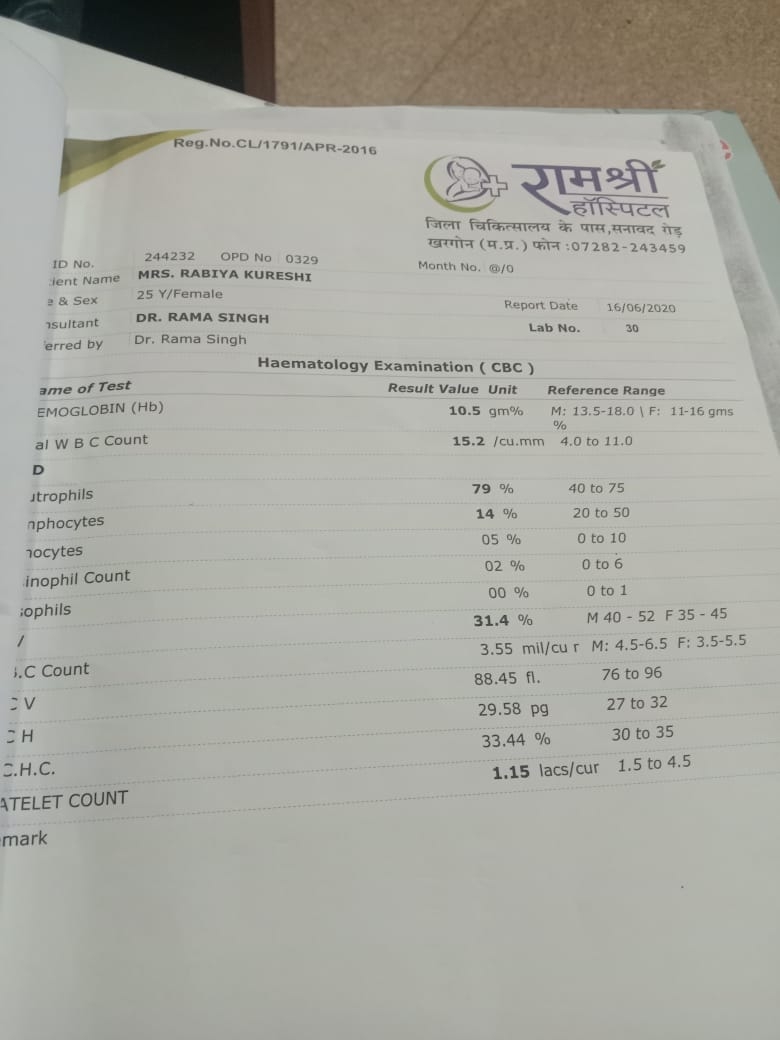 Reg.No.CL/1791/APR-2016
रामश्री
हॉस्पिटल
जिला चिकित्सालय के पास,सनावद रोड़
खरगोन (म.प्र.) फोन :07282-243459
ID No. 244232 OPD No 0329 Month No. @/0
ient Name MRS. RABIYA KURESHI
e & Sex 25 Y/Female Report Date 16/06/2020
nsultant DR. RAMA SINGH Lab No. 30
erred by Dr. Rama Singh
Haematology Examination ( CBC )
ame of Test Result Value Unit Reference Range
EMOGLOBIN (Hb) 10.5 gm% M: 13.5-18.0 \ F: 11-16 gms
%
al W B C Count 15.2 /cu.mm 4.0 to 11.0
D
utrophils 79 % 40 to 75
nphocytes 14 % 20 to 50
nocytes 05 % 0 to 10
inophil Count 02 % 0 to 6
sophils 00 % 0 to 1
/ 31.4 % M 40 - 52 F 35 - 45
.C Count 3.55 mil/cu r M: 4.5-6.5 F: 3.5-5.5
C V 88.45 fl. 76 to 96
C H 29.58 pg 27 to 32
C.H.C. 33.44 % 30 to 35
ATELET COUNT 1.15 lacs/cur 1.5 to 4.5
mark